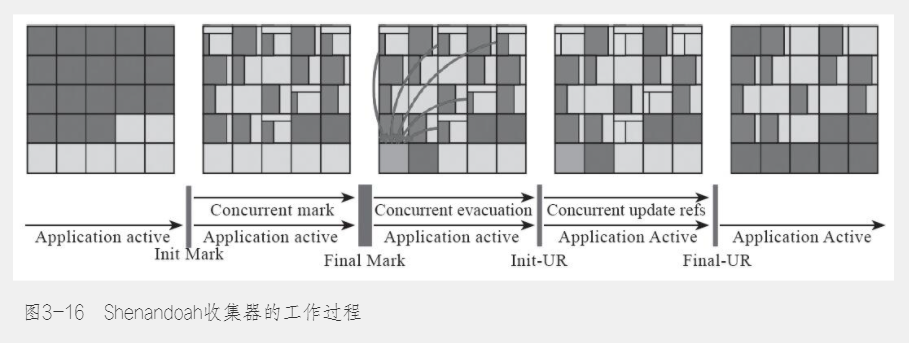 Concurrent mark
Concurrent evacuation
Concurrent update refs
Application active
Application active
Application active
Application Active
Application Active
Init Mark
Final Mark
Init-UR
Final-UR
图3-16 Shenandoah收集器的工作过程